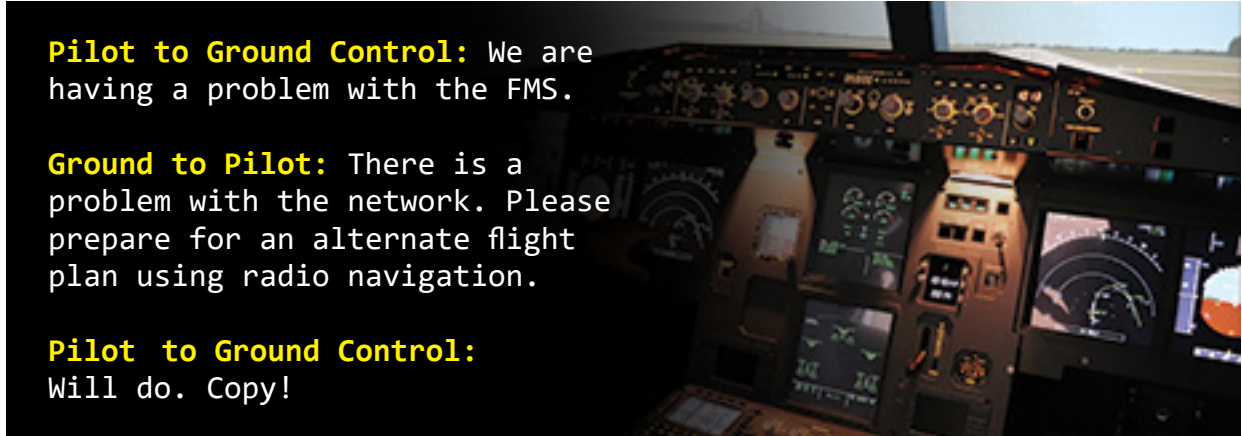 Pilot to Ground Control: We are
having a problem with the FMS.
Ground to Pilot: There is a
problem with the network. Please
prepare for an alternate flight
plan using radio navigation.
Pilot to Ground Control:
Will do. Copy!